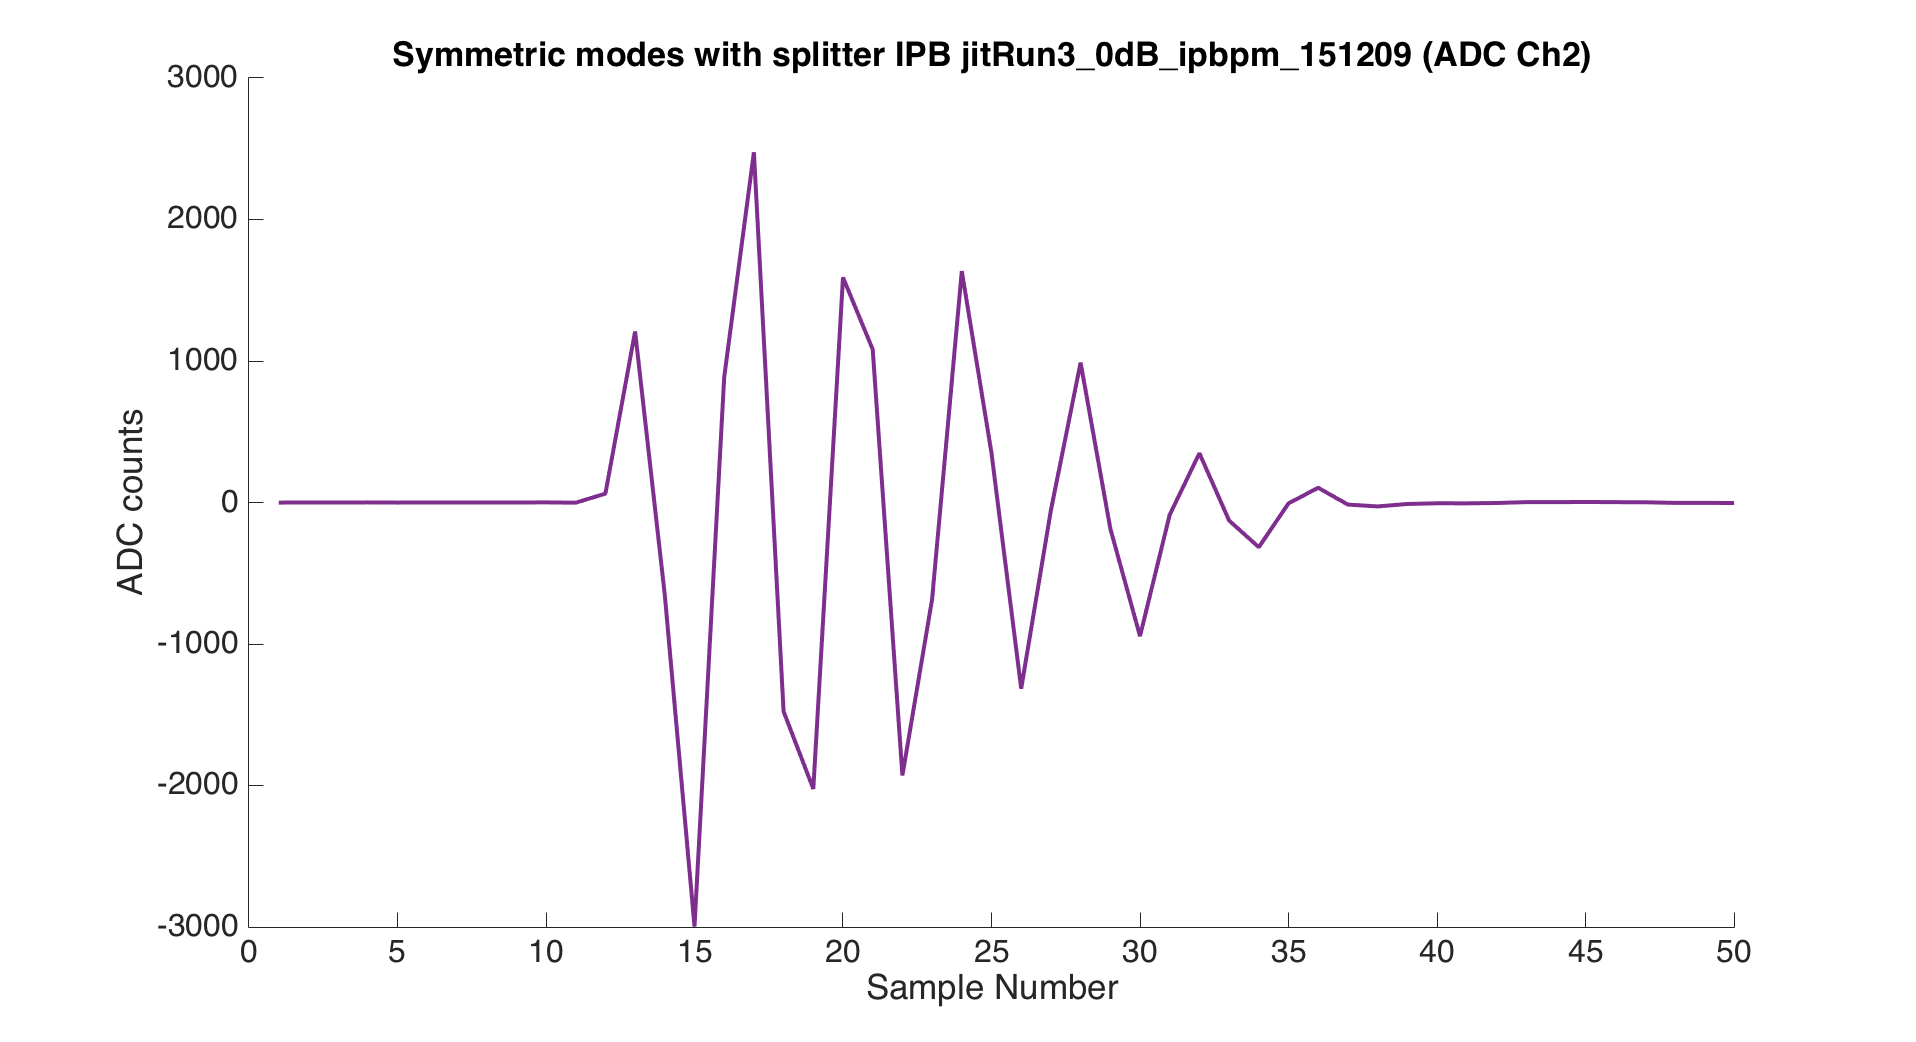 Symmetric modes with splitter IPB jitRun3_0dB_ipbpm_151209 (ADC Ch2)
3000
2000
1000
0
-1000
-2000
-3000
ADC counts
0 5 10 15 20 25 30 35 40 45 50
Sample Number